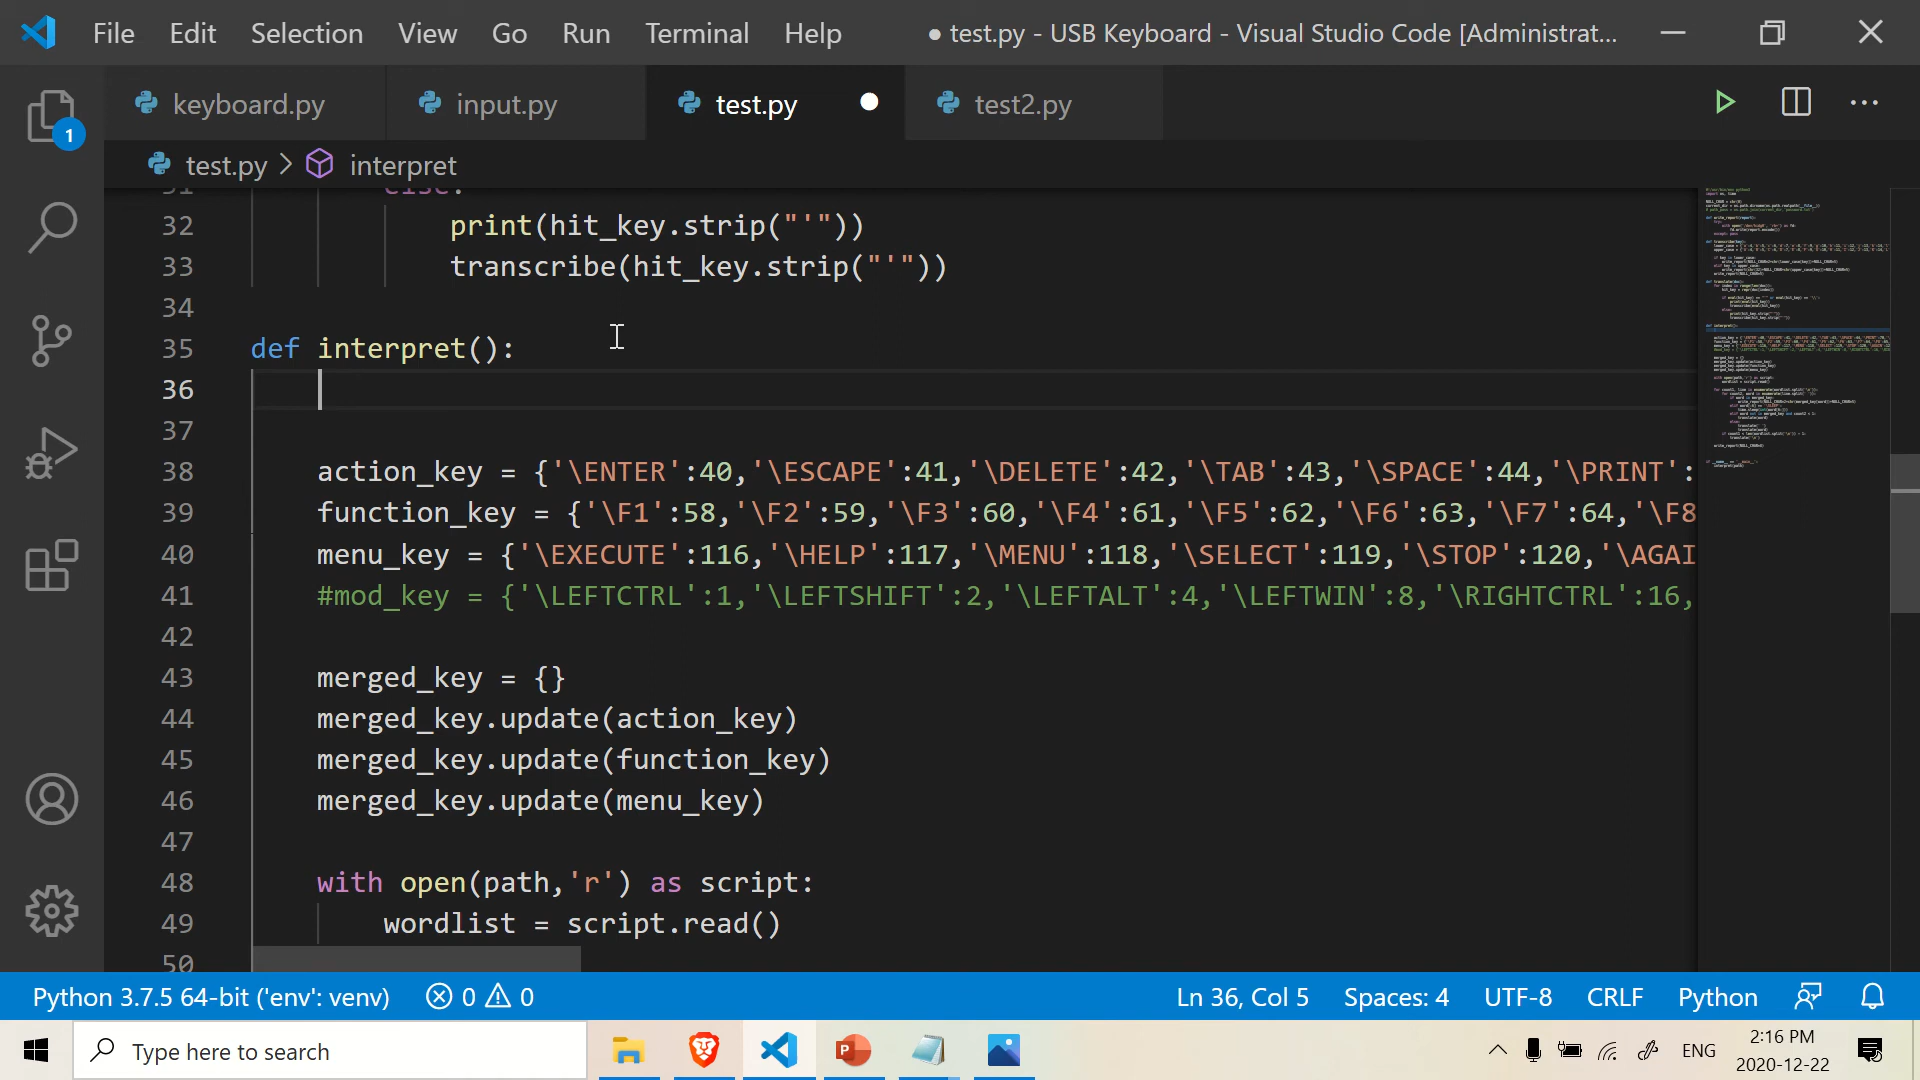 File Edit Selection View Go Run Terminal Help ● test.py - USB Keyboard - Visual Studio Code [Administrat...
keyboard.py input.py test.py test2.py
1
test.py > interpret
31 else:
32 print(hit_key.strip("'"))
33 transcribe(hit_key.strip("'"))
34
35 def interpret():
36
37
38 action_key = {'\ENTER':40,'\ESCAPE':41,'\DELETE':42,'\TAB':43,'\SPACE':44,'\PRINT':
39 function_key = {'\F1':58,'\F2':59,'\F3':60,'\F4':61,'\F5':62,'\F6':63,'\F7':64,'\F8
40 menu_key = {'\EXECUTE':116,'\HELP':117,'\MENU':118,'\SELECT':119,'\STOP':120,'\AGAI
41 #mod_key = {'\LEFTCTRL':1,'\LEFTSHIFT':2,'\LEFTALT':4,'\LEFTWIN':8,'\RIGHTCTRL':16,
42
43 merged_key = {}
44 merged_key.update(action_key)
45 merged_key.update(function_key)
46 merged_key.update(menu_key)
47
48 with open(path,'r') as script:
49 wordlist = script.read()
50
Python 3.7.5 64-bit ('env': venv) 0 0 Ln 36, Col 5 Spaces: 4 UTF-8 CRLF Python
Type here to search
ENG
2:16 PM
2020-12-22